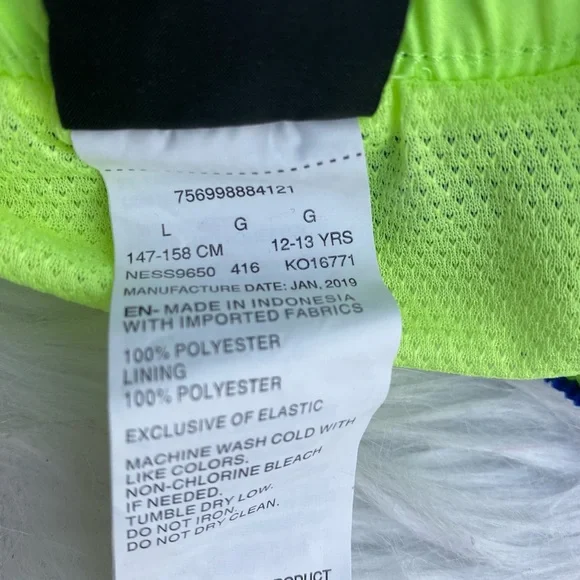 756998884121
L G G
147-158 CM 12-13 YRS
NESS9650 416 KO16771
MANUFACTURE DATE: JAN, 2019
EN- MADE IN INDONESIA
WITH IMPORTED FABRICS
100% POLYESTER
LINING
100% POLYESTER
EXCLUSIVE OF ELASTIC
MACHINE WASH COLD WITH
LIKE COLORS.
NON-CHLORINE BLEACH
IF NEEDED.
TUMBLE DRY LOW.
DO NOT IRON.
DO NOT DRY CLEAN.
PRODUCT